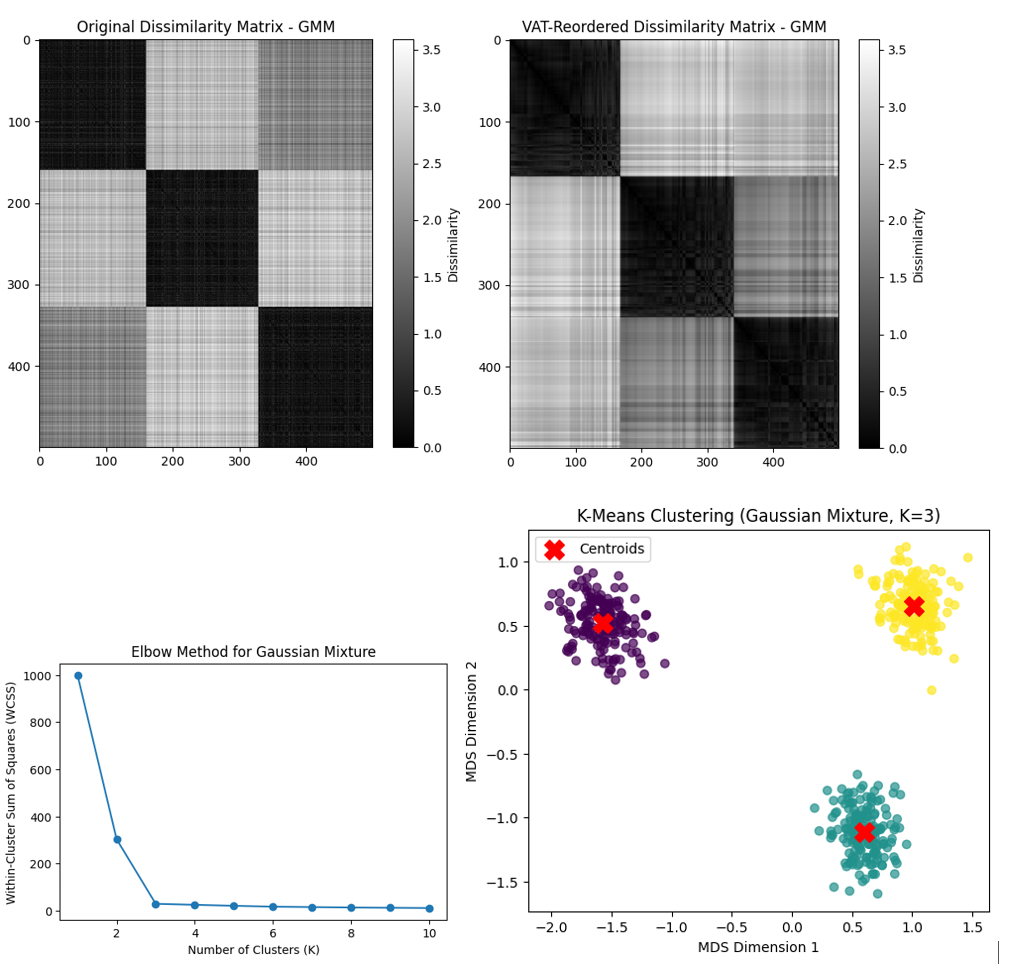 Original Dissimilarity Matrix - GMM
0
100
200
300
400
0 100 200 300 400
3.5
3.0
2.5
2.0
1.5
1.0
0.5
0.0
Dissimilarity
VAT-Reordered Dissimilarity Matrix - GMM
0
100
200
300
400
0 100 200 300 400
3.5
3.0
2.5
2.0
1.5
1.0
0.5
0.0
Dissimilarity
Elbow Method for Gaussian Mixture
Within-Cluster Sum of Squares (WCSS)
1000
800
600
400
200
0
2 4 6 8 10
Number of Clusters (K)
K-Means Clustering (Gaussian Mixture, K=3)
Centroids
MDS Dimension 2
1.0
0.5
0.0
−0.5
−1.0
−1.5
−2.0 −1.5 −1.0 −0.5 0.0 0.5 1.0 1.5
MDS Dimension 1